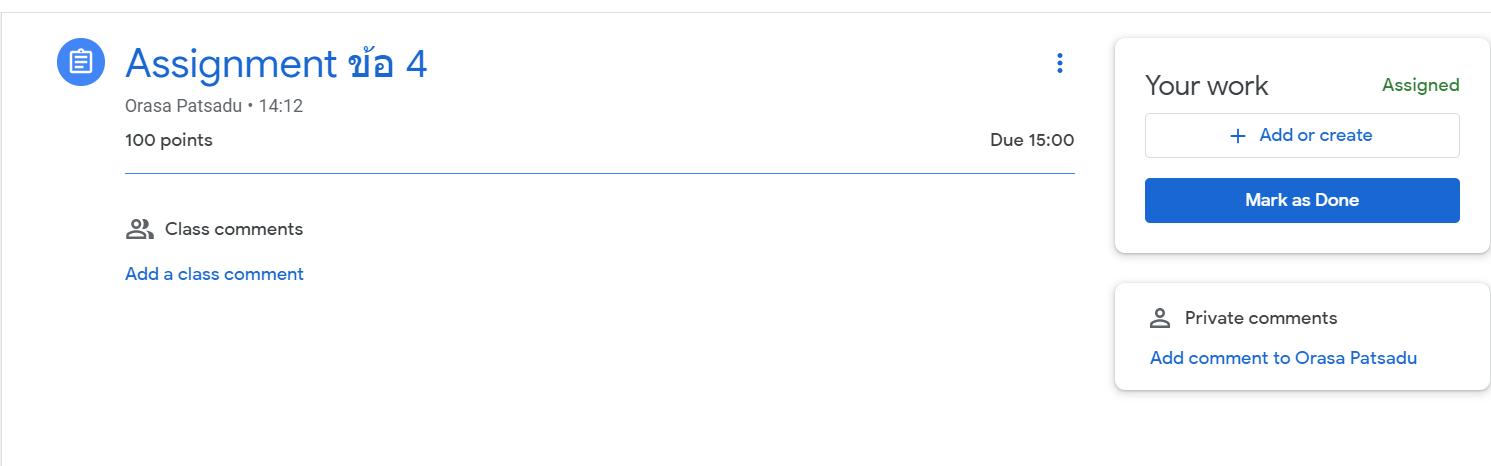 Assignment ข้อ 4
Orasa Patsadu • 14:12
100 points
Due 15:00
Class comments
Add a class comment
Your work
Assigned
+ Add or create
Mark as Done
Private comments
Add comment to Orasa Patsadu